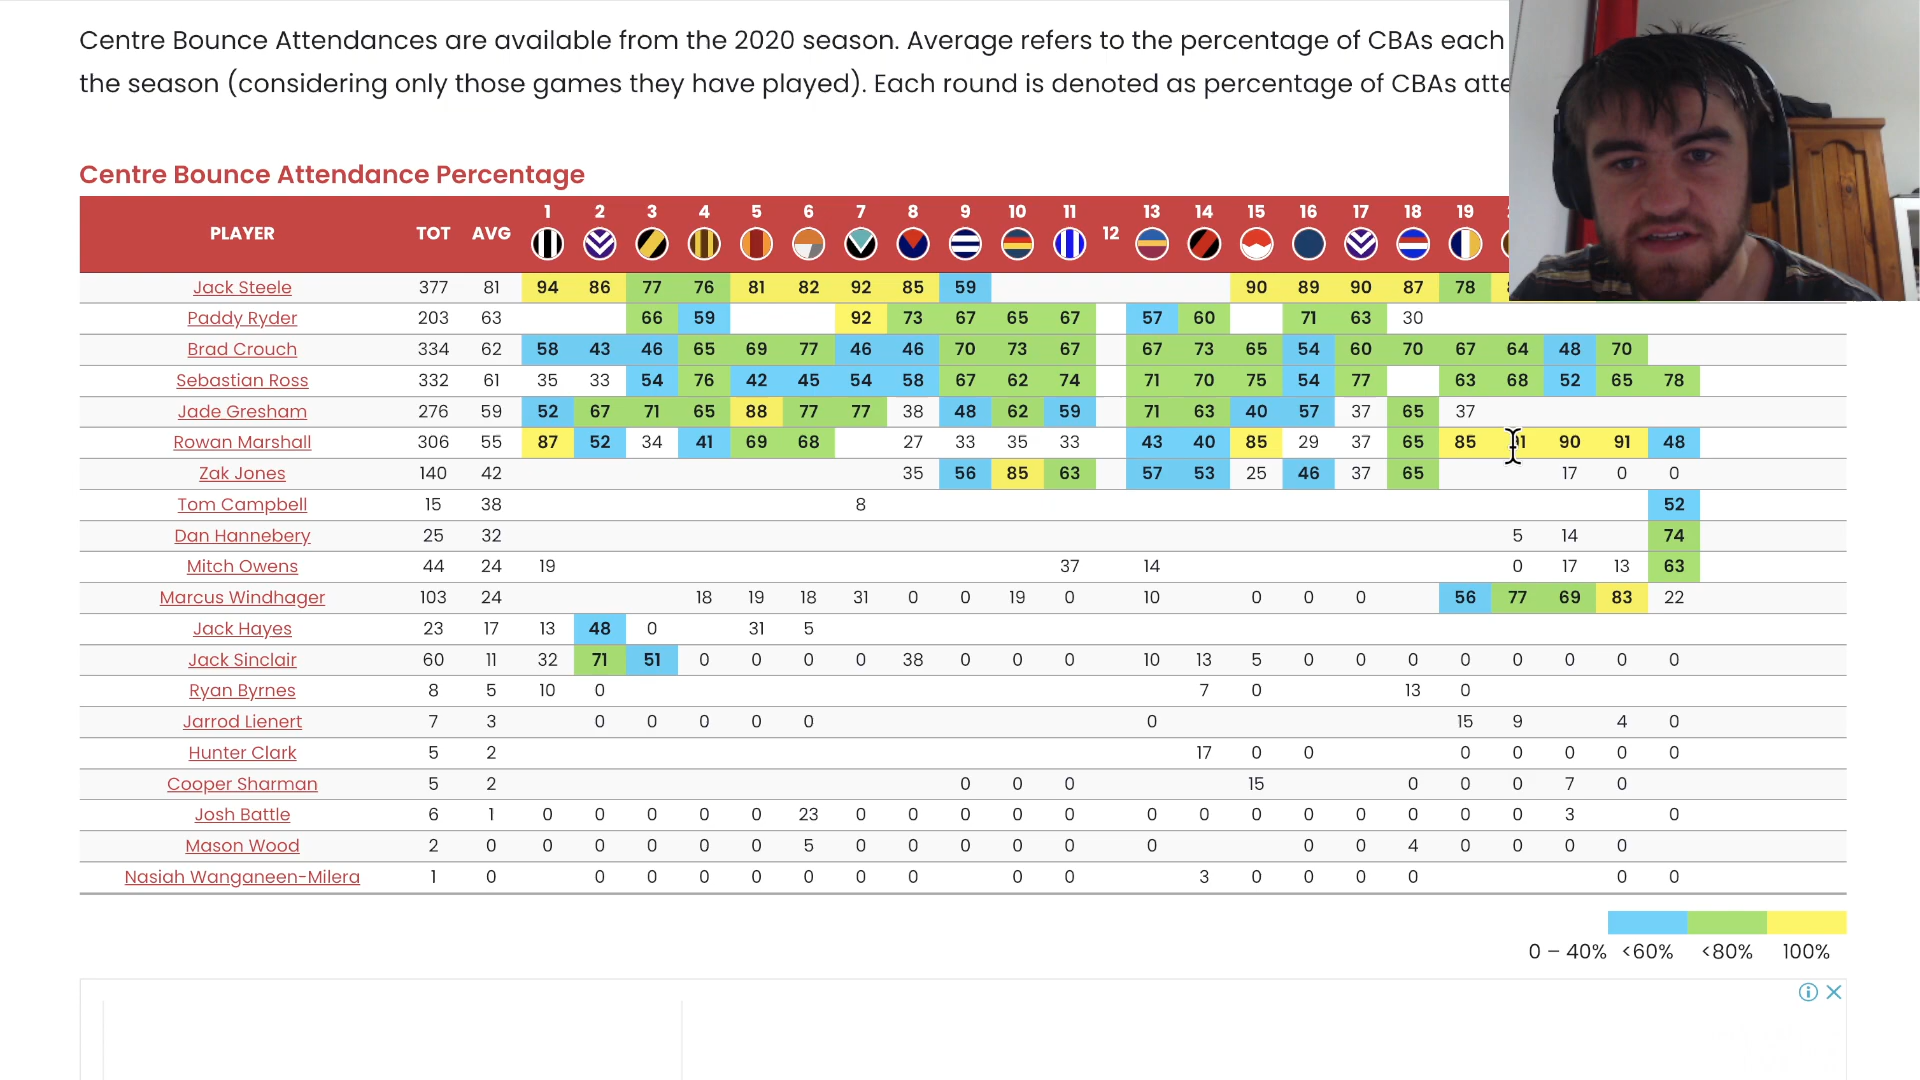 Centre Bounce Attendances are available from the 2020 season. Average refers to the percentage of CBAs each
the season (considering only those games they have played). Each round is denoted as percentage of CBAs
Centre Bounce Attendance Percentage
PLAYER TOT AVG 1 2 3 4 5 6 7 8 9 10 11 12 13 14 15 16 17 18 19
Jack Steele 377 81 94 86 77 76 81 82 92 85 59 90 89 90 87 78
Paddy Ryder 203 63 66 59 92 73 67 65 67 57 60 71 63 30
Brad Crouch 334 62 58 43 46 65 69 77 46 46 70 73 67 67 73 65 54 60 70 67 64 48 70
Sebastian Ross 332 61 35 33 54 76 42 45 54 58 67 62 74 71 70 75 54 77 63 68 52 65 78
Jade Gresham 276 59 52 67 71 65 88 77 77 38 48 62 59 71 63 40 57 37 65 37
Rowan Marshall 306 55 87 52 34 41 69 68 27 33 35 33 43 40 85 29 37 65 85 90 91 48
Zak Jones 140 42 35 56 85 63 57 53 25 46 37 65 17 0 0
Tom Campbell 15 38 8 52
Dan Hannebery 25 32 5 14 74
Mitch Owens 44 24 19 37 14 0 17 13 63
Marcus Windhager 103 24 18 19 18 31 0 0 19 0 10 0 0 0 56 77 69 83 22
Jack Hayes 23 17 13 48 0 31 5
Jack Sinclair 60 11 32 71 51 0 0 0 0 38 0 0 0 10 13 5 0 0 0 0 0 0 0 0
Ryan Byrnes 8 5 10 0 7 0 13 0
Jarrod Lienert 7 3 0 0 0 0 0 0 15 9 4 0
Hunter Clark 5 2 17 0 0 0 0 0 0 0
Cooper Sharman 5 2 0 0 0 15 0 0 7 0
Josh Battle 6 1 0 0 0 0 0 23 0 0 0 0 0 0 0 0 0 0 0 0 0 3 0
Mason Wood 2 0 0 0 0 0 0 5 0 0 0 0 0 0 0 0 4 0 0 0 0
Nasiah Wanganeen-Milera 1 0 0 0 0 0 0 0 0 0 0 3 0 0 0 0 0 0
0 – 40% <60% <80% 100%